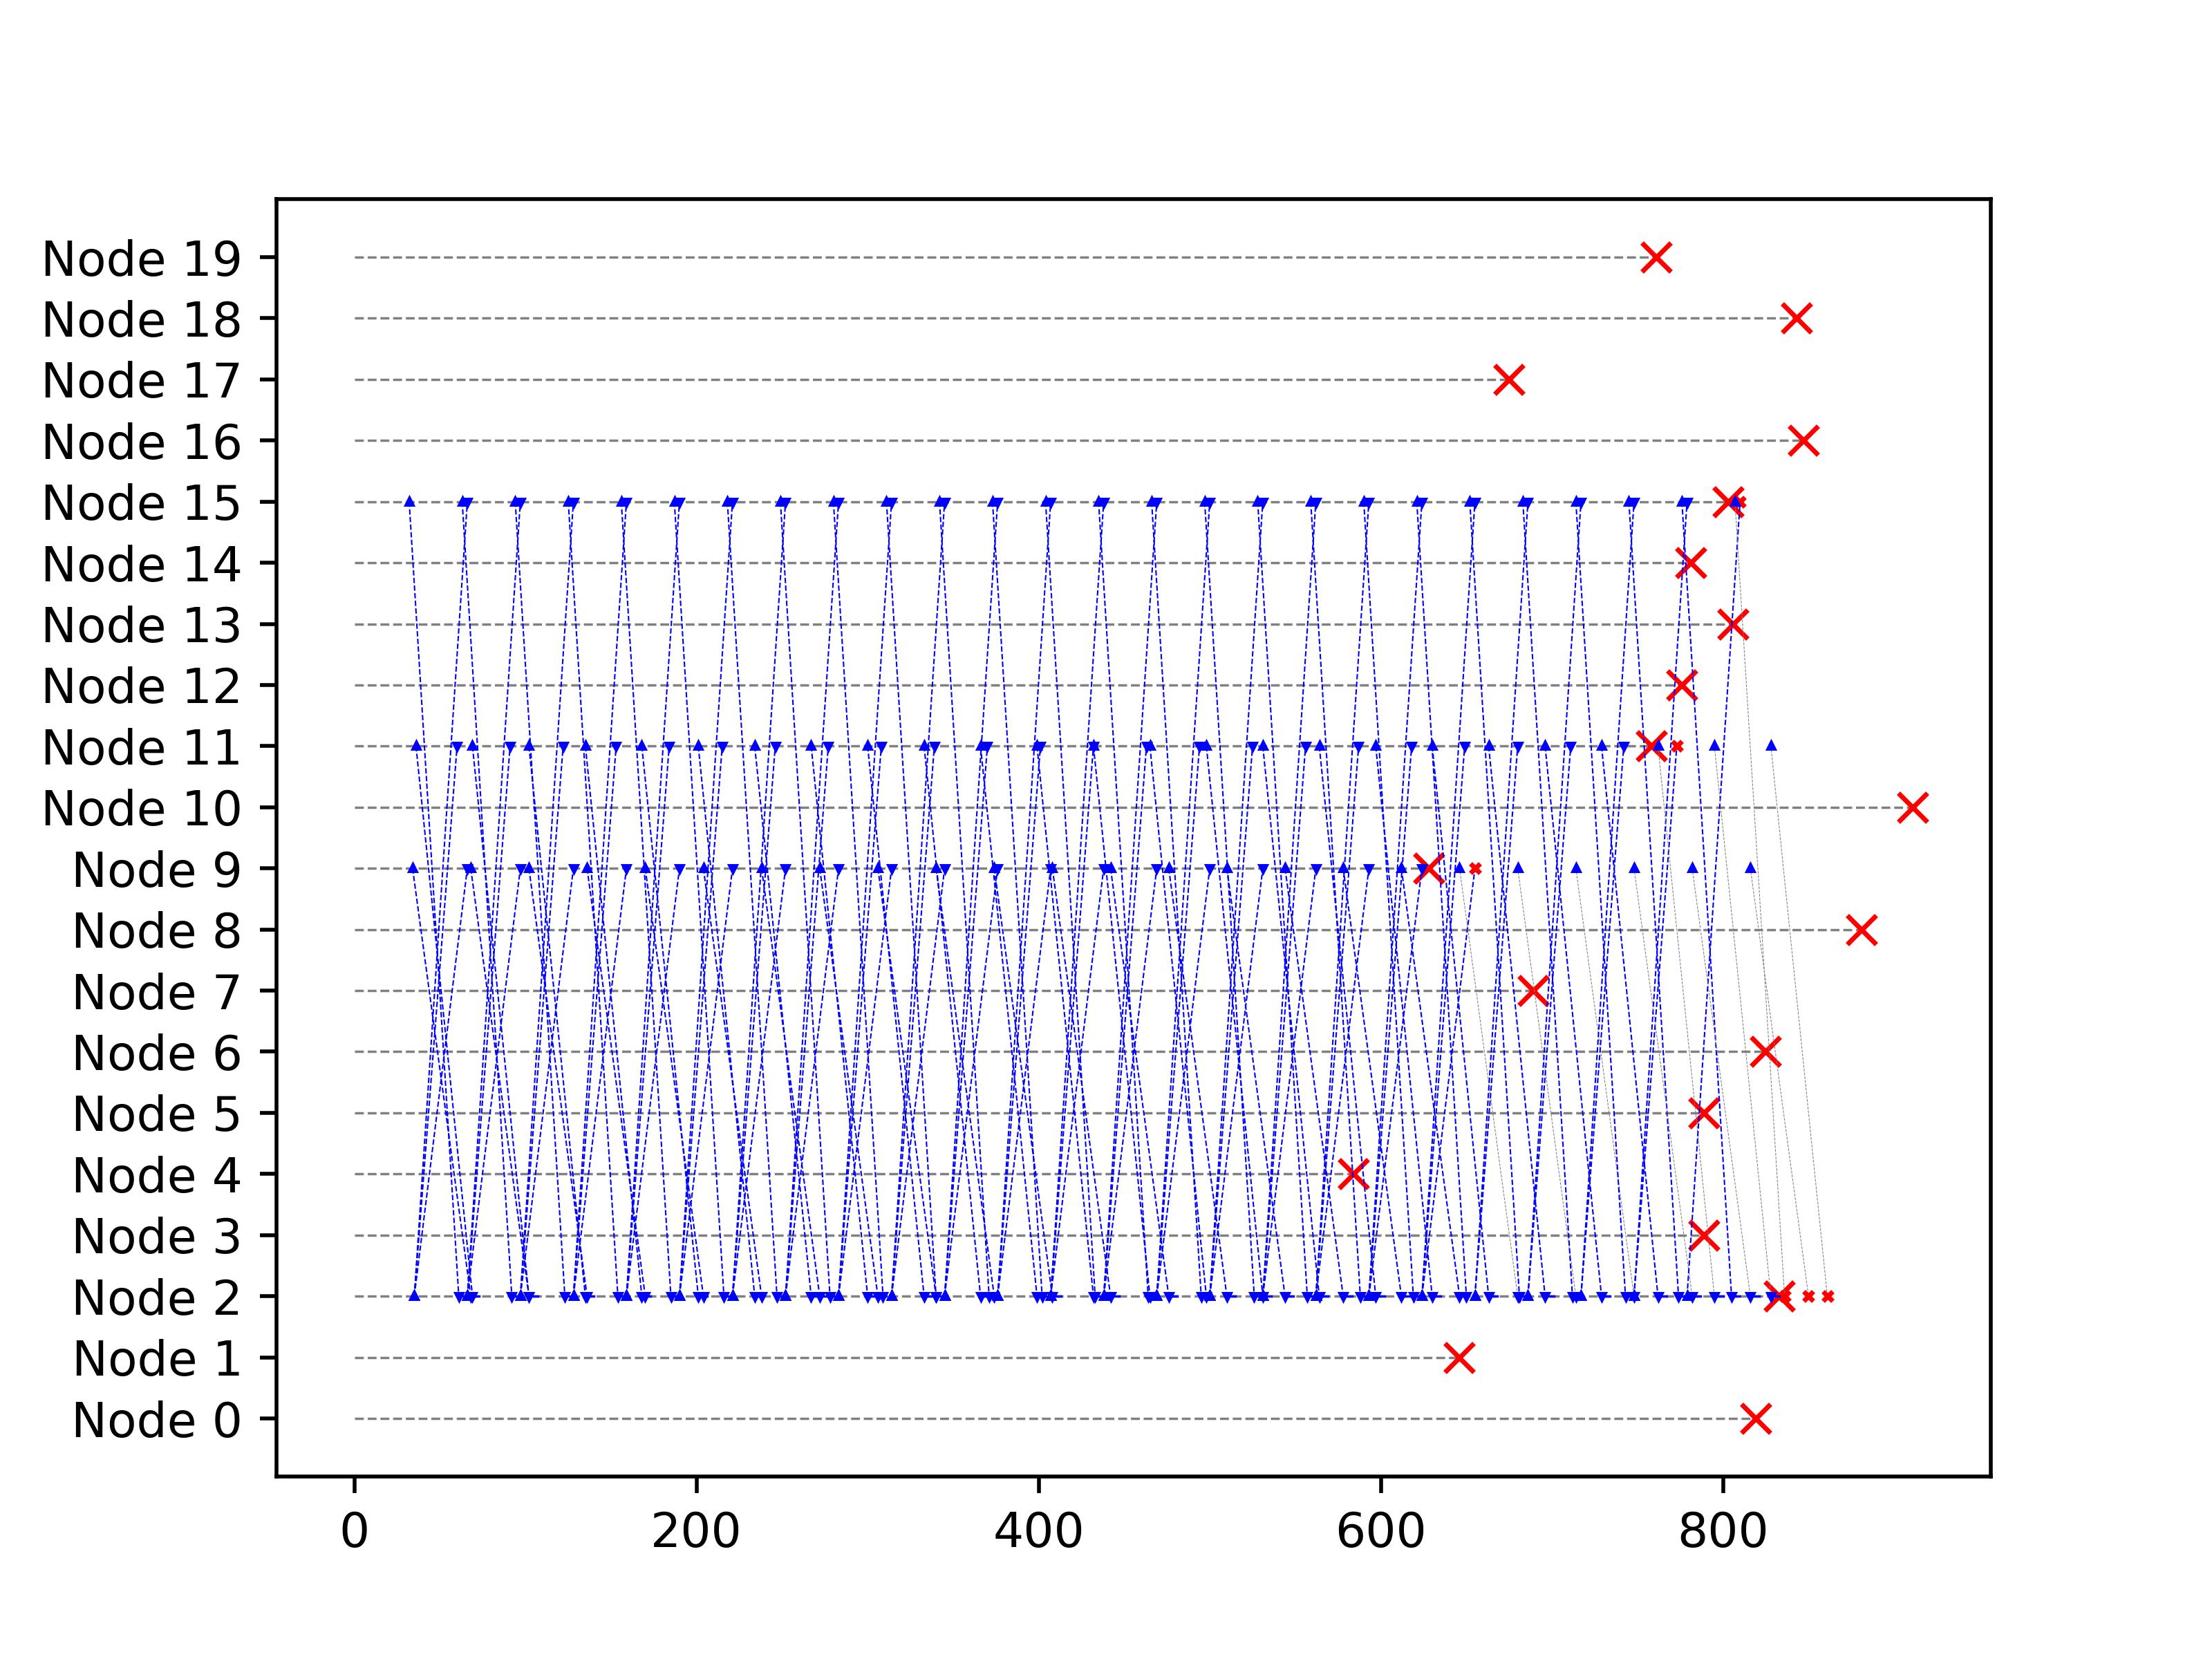 Node 19
Node 18
Node 17
Node 16
Node 15
Node 14
Node 13
Node 12
Node 11
Node 10
Node 9
Node 8
Node 7
Node 6
Node 5
Node 4
Node 3
Node 2
Node 1
Node 0
0 200 400 600 800